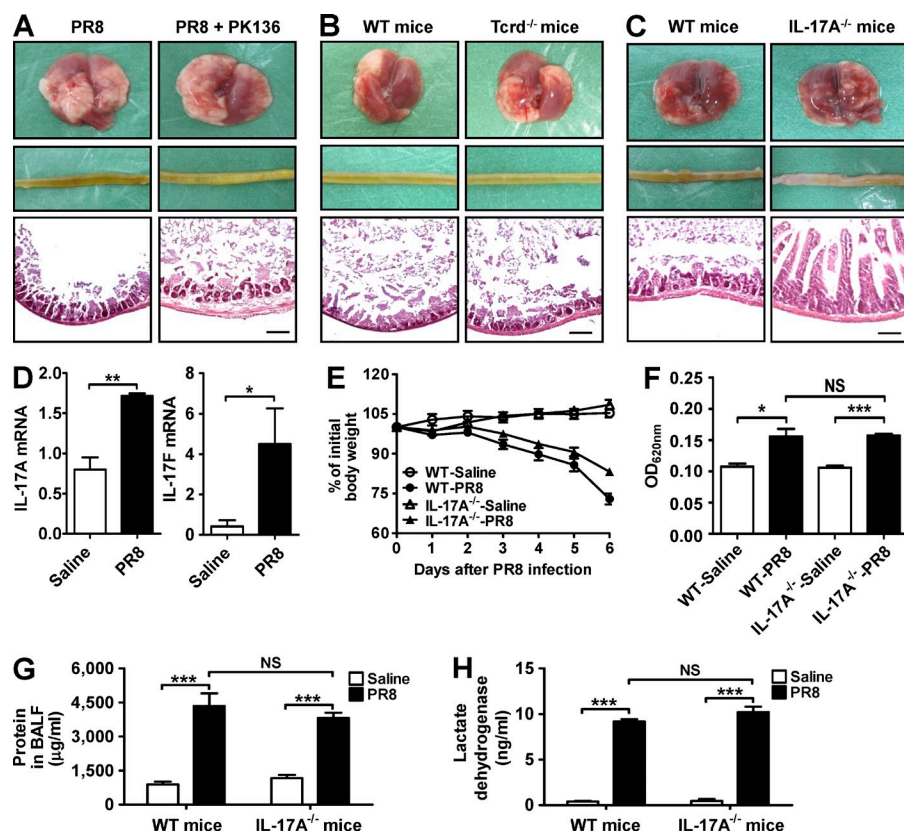 A
PR8
PR8 + PK136
B
WT mice
Tcrd-/- mice
C
WT mice
IL-17A-/- mice
D
IL-17A mRNA
2.0
1.5
1.0
0.5
0.0
**
Saline
PR8
IL-17F mRNA
8
6
4
2
0
*
Saline
PR8
E
% of initial
body weight
120
105
90
75
60
WT-Saline
WT-PR8
IL-17A-/--Saline
IL-17A-/--PR8
0 1 2 3 4 5 6
Days after PR8 infection
F
OD620nm
0.20
0.15
0.10
0.05
0.00
NS
*
***
WT-Saline
WT-PR8
IL-17A-/--Saline
IL-17A-/--PR8
G
Protein
in BALF
(μg/ml)
6,000
4,500
3,000
1,500
0
NS
***
***
Saline
PR8
WT mice
IL-17A-/- mice
H
Lactate
dehydrogenase
(ng/ml)
15
10
5
0
NS
***
***
Saline
PR8
WT mice
IL-17A-/- mice